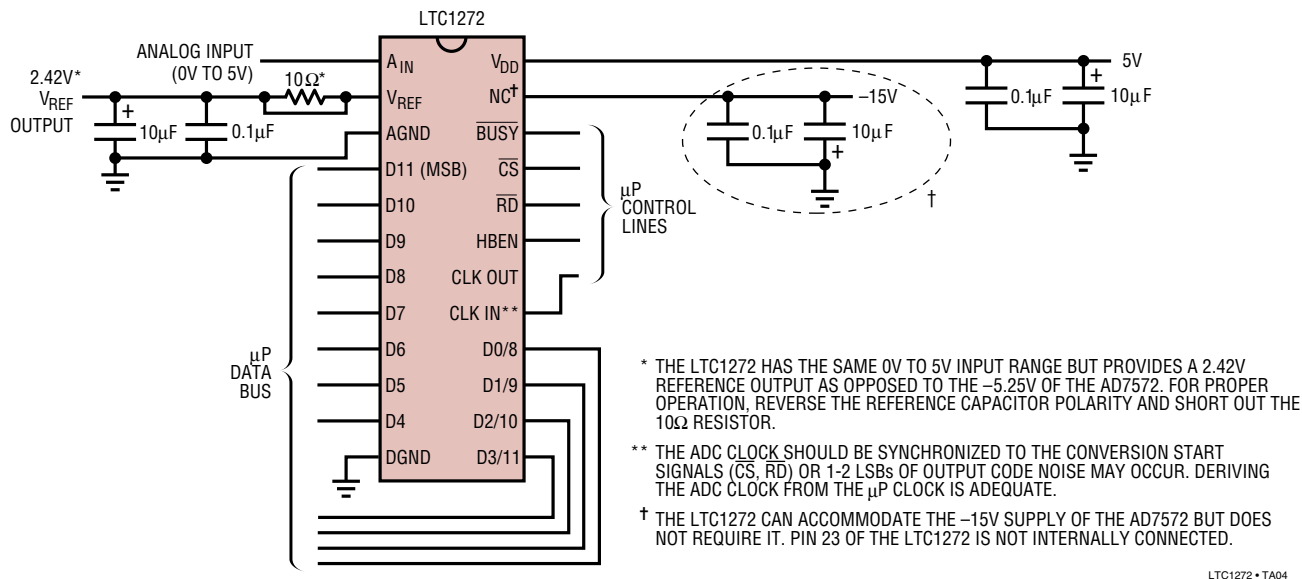 LTC1272
ANALOG INPUT
(0V TO 5V)
2.42V*
VREF
OUTPUT
10Ω*
+
10µF
0.1µF
AIN
VREF
AGND
D11 (MSB)
D10
D9
D8
D7
D6
D5
D4
DGND
VDD
NC†
BUSY
CS
RD
HBEN
CLK OUT
CLK IN**
D0/8
D1/9
D2/10
D3/11
µP
DATA
BUS
µP
CONTROL
LINES
–15V
0.1µF
10µF
+
†
5V
0.1µF
+
10µF
* THE LTC1272 HAS THE SAME 0V TO 5V INPUT RANGE BUT PROVIDES A 2.42V
REFERENCE OUTPUT AS OPPOSED TO THE –5.25V OF THE AD7572. FOR PROPER
OPERATION, REVERSE THE REFERENCE CAPACITOR POLARITY AND SHORT OUT THE
10Ω RESISTOR.
** THE ADC CLOCK SHOULD BE SYNCHRONIZED TO THE CONVERSION START
SIGNALS (CS, RD) OR 1-2 LSBs OF OUTPUT CODE NOISE MAY OCCUR. DERIVING
THE ADC CLOCK FROM THE µP CLOCK IS ADEQUATE.
† THE LTC1272 CAN ACCOMMODATE THE –15V SUPPLY OF THE AD7572 BUT DOES
NOT REQUIRE IT. PIN 23 OF THE LTC1272 IS NOT INTERNALLY CONNECTED.
LTC1272 • TA04